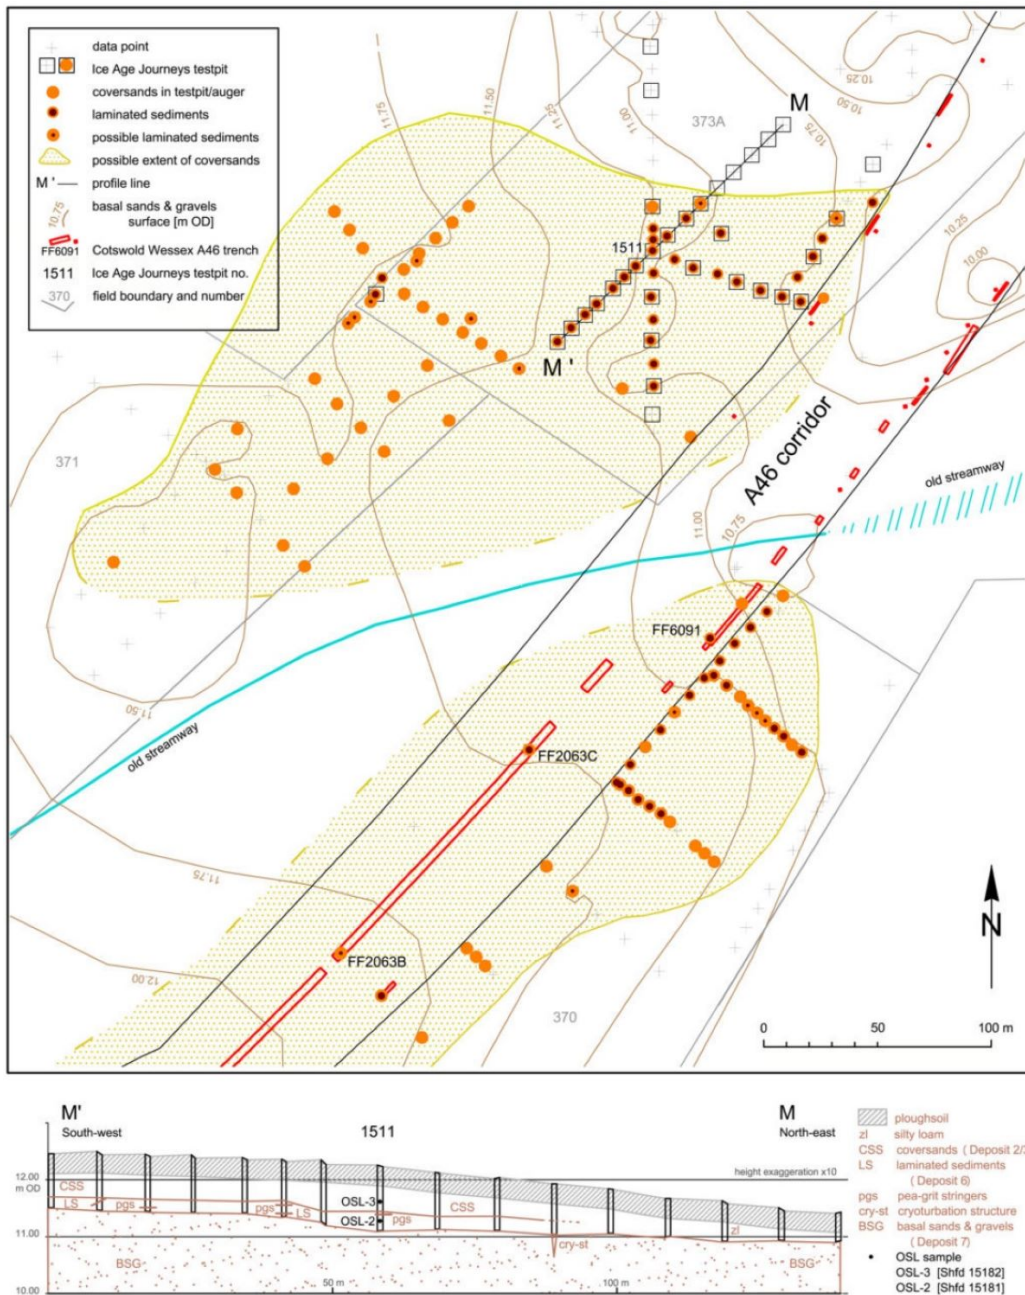 data point
Ice Age Journeys testpit
coversands in testpit/auger
laminated sediments
possible laminated sediments
possible extent of coversands
M' profile line
10.75 basal sands & gravels
surface [m OD]
FF6091 Cotswold Wessex A46 trench
1511 Ice Age Journeys testpit no.
370 field boundary and number
11.75
11.50
11.25
11.00
373A
M
10.75
10.25
10.50
10.25
10.00
1511
M'
371
A46 corridor
old streamway
11.00
10.75
FF6091
11.50
old streamway
FF2063C
11.75
12.00
FF2063B
370
N
0 50 100 m
M'
South-west
1511
M
North-east
height exaggeration x10
12.00
m OD
CSS
LS
pgs
pgs
LS
OSL-3
OSL-2
pgs
CSS
cry-st
zl
11.00
BSG
BSG
10.00
50 m
100 m
ploughsoil
zl silty loam
CSS coversands ( Deposit 2/
LS laminated sediments
( Deposit 6)
pgs pea-grit stringers
cry-st cryoturbation structure
BSG basal sands & gravels
( Deposit 7)
OSL sample
OSL-3 [Shfd 15182]
OSL-2 [Shfd 15181]